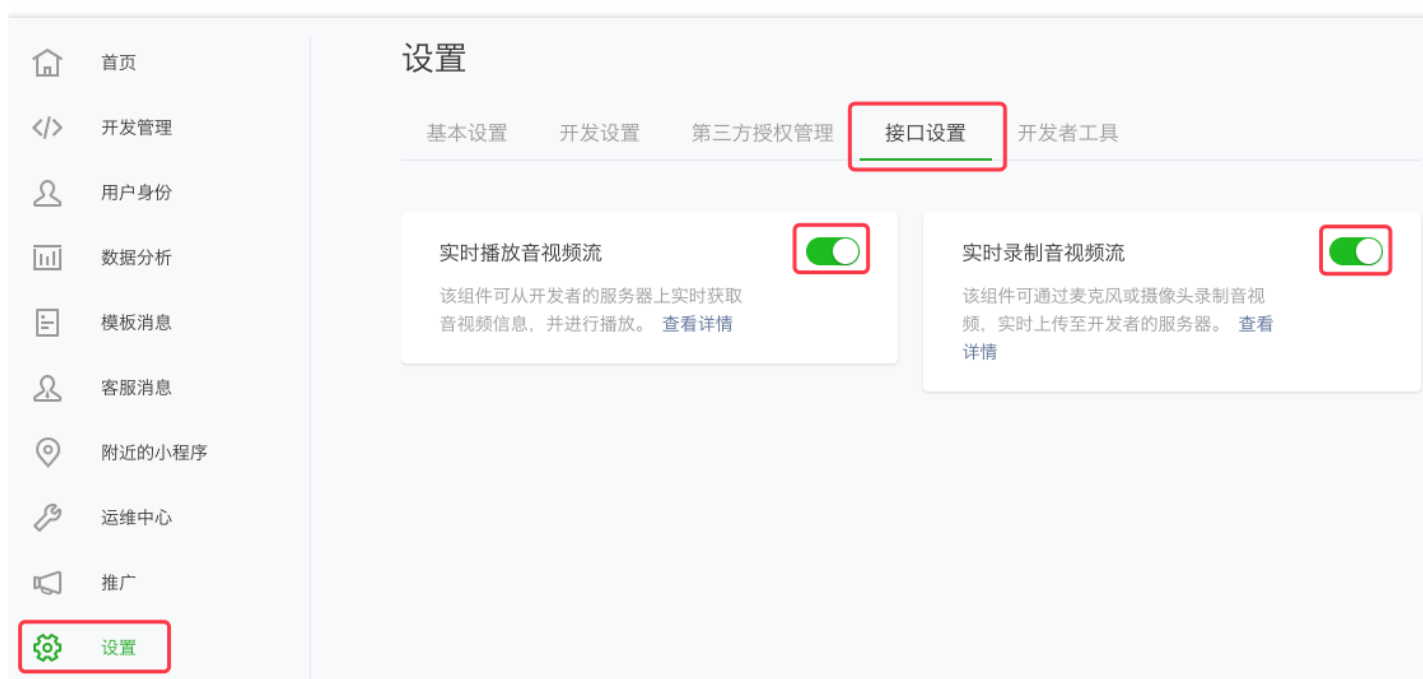 首页
开发管理
用户身份
数据分析
模板消息
客服消息
附近的小程序
运维中心
推广
设置
设置
基本设置
开发设置
第三方授权管理
接口设置
开发者工具
实时播放音视频流
该组件可从开发者的服务器上实时获取
音视频信息，并进行播放。 查看详情
实时录制音视频流
该组件可通过麦克风或摄像头录制音视
频，实时上传至开发者的服务器。 查看
详情